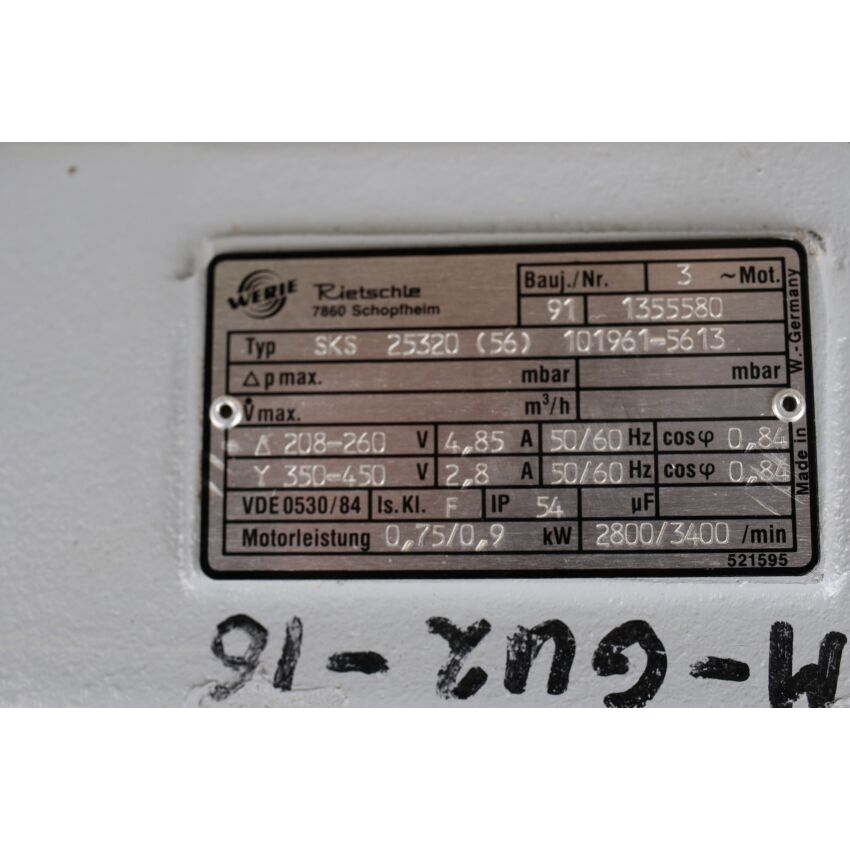 WERIE Rietschle
7860 Schopfheim
Bauj./Nr. 3 ~Mot.
91 1355580
Typ SKS 25320 (56) 101961-5613
Δ p max. mbar mbar
V̇ max. m³/h
Δ 208-260 V 4,85 A 50/60 Hz cosφ 0,84
Y 350-450 V 2,8 A 50/60 Hz cosφ 0,84
VDE 0530/84 Is. Kl. F IP 54 µF
Motorleistung 0,75/0,9 kW 2800/3400 /min
521595
Made in W.-Germany